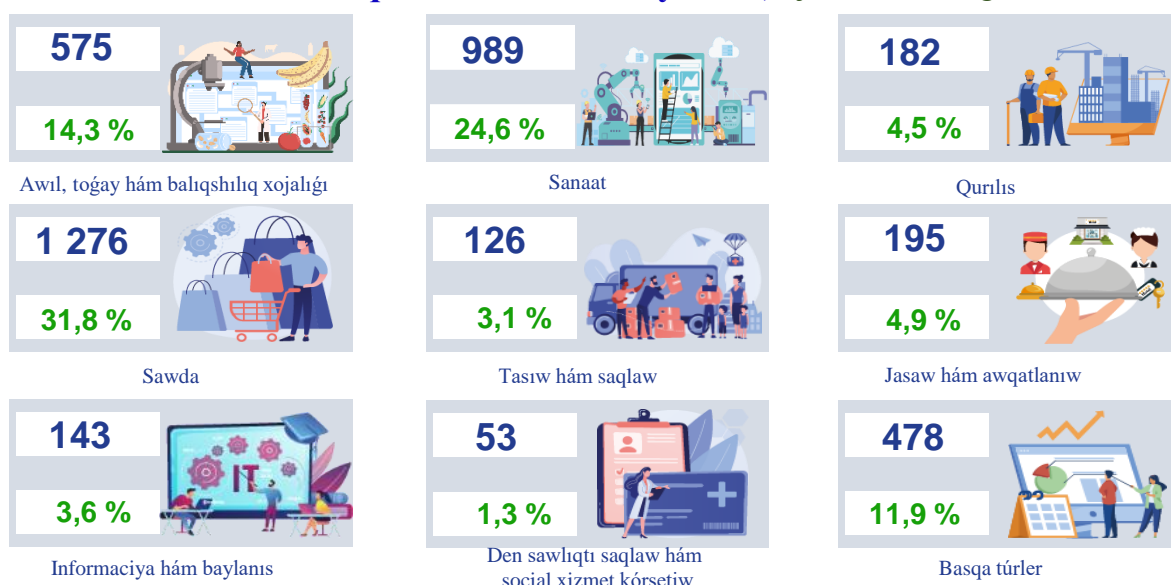 575
14,3 %
Awıl, toǵay hám balıqshılıq xojalıǵı
989
24,6 %
Sanaat
182
4,5 %
Qurılıs
1 276
31,8 %
Sawda
126
3,1 %
Tasıw hám saqlaw
195
4,9 %
Jasaw hám awqatlanıw
143
IT
3,6 %
Informaciya hám baylanıs
53
1,3 %
Den sawlıqtı saqlaw hám
social xizmet kórsetiw
478
11,9 %
Basqa túrler